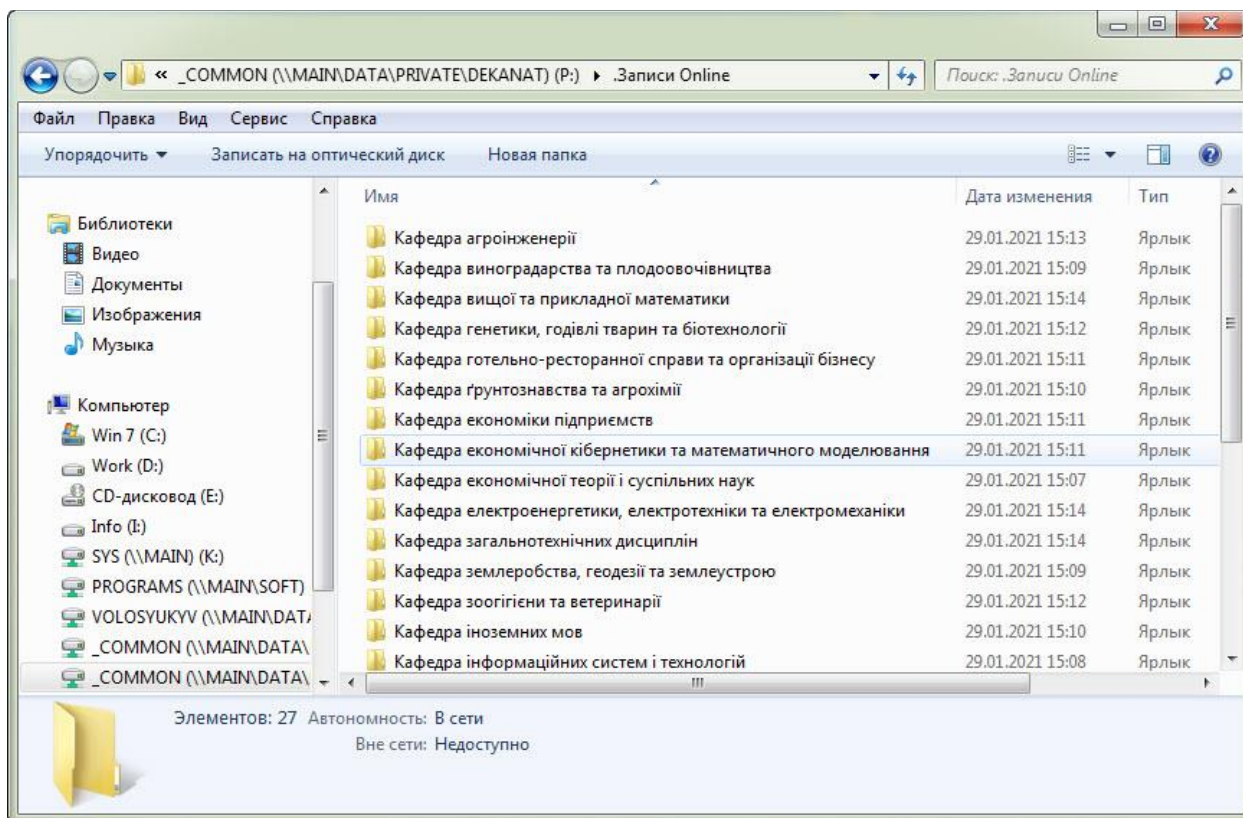 « _COMMON (\\MAIN\DATA\PRIVATE\DEKANAT) (P:) ▸ .Записи Online
Поиск: .Записи Online
Файл Правка Вид Сервис Справка
Упорядочить ▼ Записать на оптический диск Новая папка
Имя Дата изменения Тип
Библиотеки
Видео
Документы
Изображения
Музыка
Компьютер
Win 7 (C:)
Work (D:)
CD-дисковод (E:)
Info (I:)
SYS (\\MAIN) (K:)
PROGRAMS (\\MAIN\SOFT)
VOLOSYUKYV (\\MAIN\DATA
_COMMON (\\MAIN\DATA\
_COMMON (\\MAIN\DATA\
Кафедра агроінженерії 29.01.2021 15:13 Ярлык
Кафедра виноградарства та плодоовочівництва 29.01.2021 15:09 Ярлык
Кафедра вищої та прикладної математики 29.01.2021 15:14 Ярлык
Кафедра генетики, годівлі тварин та біотехнології 29.01.2021 15:12 Ярлык
Кафедра готельно-ресторанної справи та організації бізнесу 29.01.2021 15:11 Ярлык
Кафедра ґрунтознавства та агрохімії 29.01.2021 15:10 Ярлык
Кафедра економіки підприємств 29.01.2021 15:11 Ярлык
Кафедра економічної кібернетики та математичного моделювання 29.01.2021 15:11 Ярлык
Кафедра економічної теорії і суспільних наук 29.01.2021 15:07 Ярлык
Кафедра електроенергетики, електротехніки та електромеханіки 29.01.2021 15:14 Ярлык
Кафедра загальнотехнічних дисциплін 29.01.2021 15:14 Ярлык
Кафедра землеробства, геодезії та землеустрою 29.01.2021 15:09 Ярлык
Кафедра зоогігієни та ветеринарії 29.01.2021 15:12 Ярлык
Кафедра іноземних мов 29.01.2021 15:10 Ярлык
Кафедра інформаційних систем і технологій 29.01.2021 15:08 Ярлык
Элементов: 27 Автономность: В сети
Вне сети: Недоступно